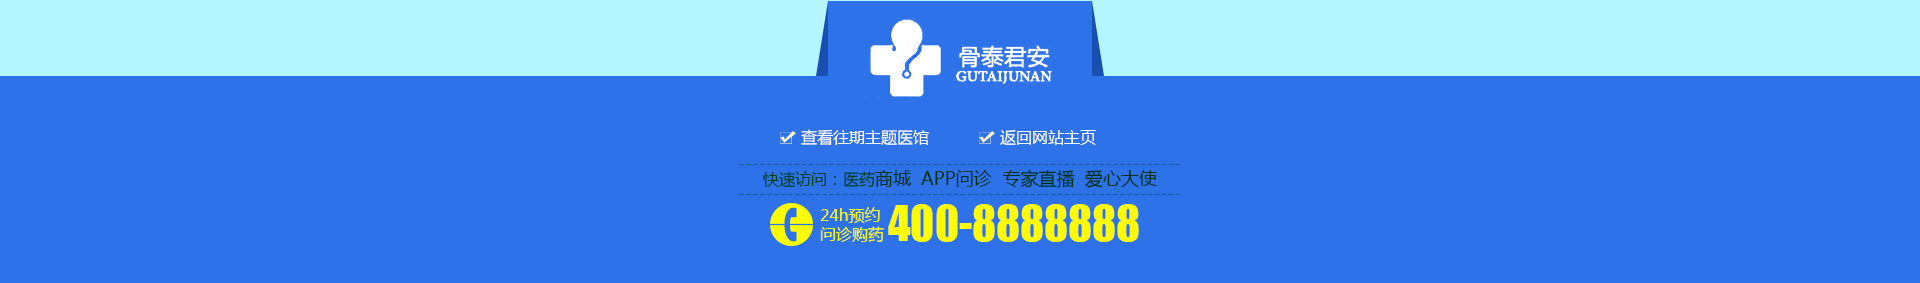 骨泰君安
GUTAIJUNAN
查看往期主题医馆 返回网站主页
快速访问：医药商城 APP问诊 专家直播 爱心大使
24h预约
问诊购药
400-8888888